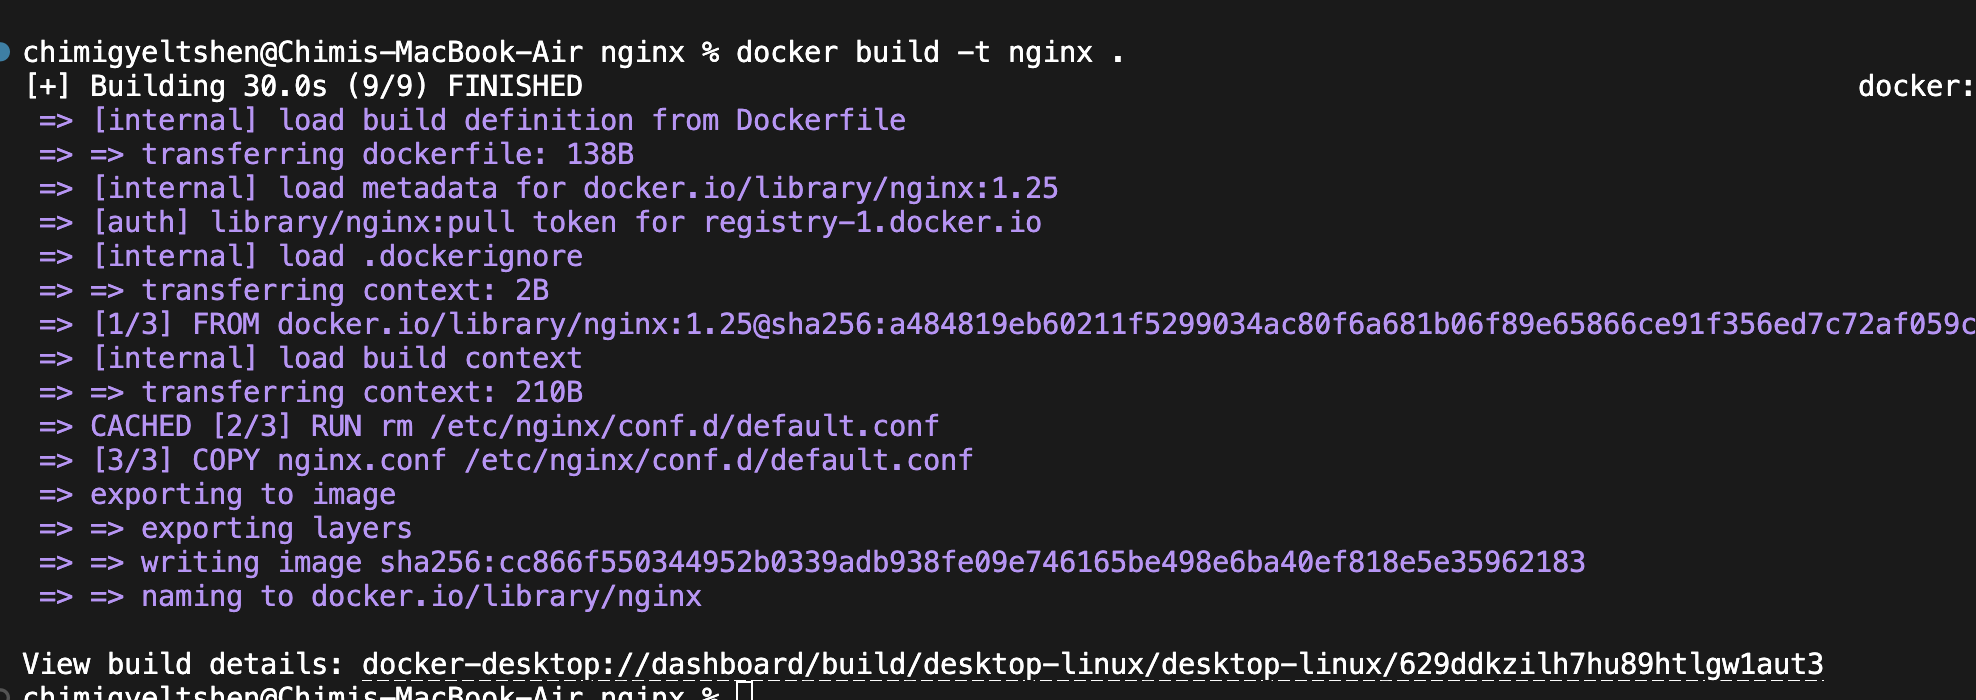 chimigyeltshen@Chimis-MacBook-Air nginx % docker build -t nginx .
[+] Building 30.0s (9/9) FINISHED docker:
=> [internal] load build definition from Dockerfile
=> => transferring dockerfile: 138B
=> [internal] load metadata for docker.io/library/nginx:1.25
=> [auth] library/nginx:pull token for registry-1.docker.io
=> [internal] load .dockerignore
=> => transferring context: 2B
=> [1/3] FROM docker.io/library/nginx:1.25@sha256:a484819eb60211f5299034ac80f6a681b06f89e65866ce91f356ed7c72af059c
=> [internal] load build context
=> => transferring context: 210B
=> CACHED [2/3] RUN rm /etc/nginx/conf.d/default.conf
=> [3/3] COPY nginx.conf /etc/nginx/conf.d/default.conf
=> exporting to image
=> => exporting layers
=> => writing image sha256:cc866f550344952b0339adb938fe09e746165be498e6ba40ef818e5e35962183
=> => naming to docker.io/library/nginx
View build details: docker-desktop://dashboard/build/desktop-linux/desktop-linux/629ddkzilh7hu89htlgw1aut3
chimigyeltshen@Chimis-MacBook-Air nginx %